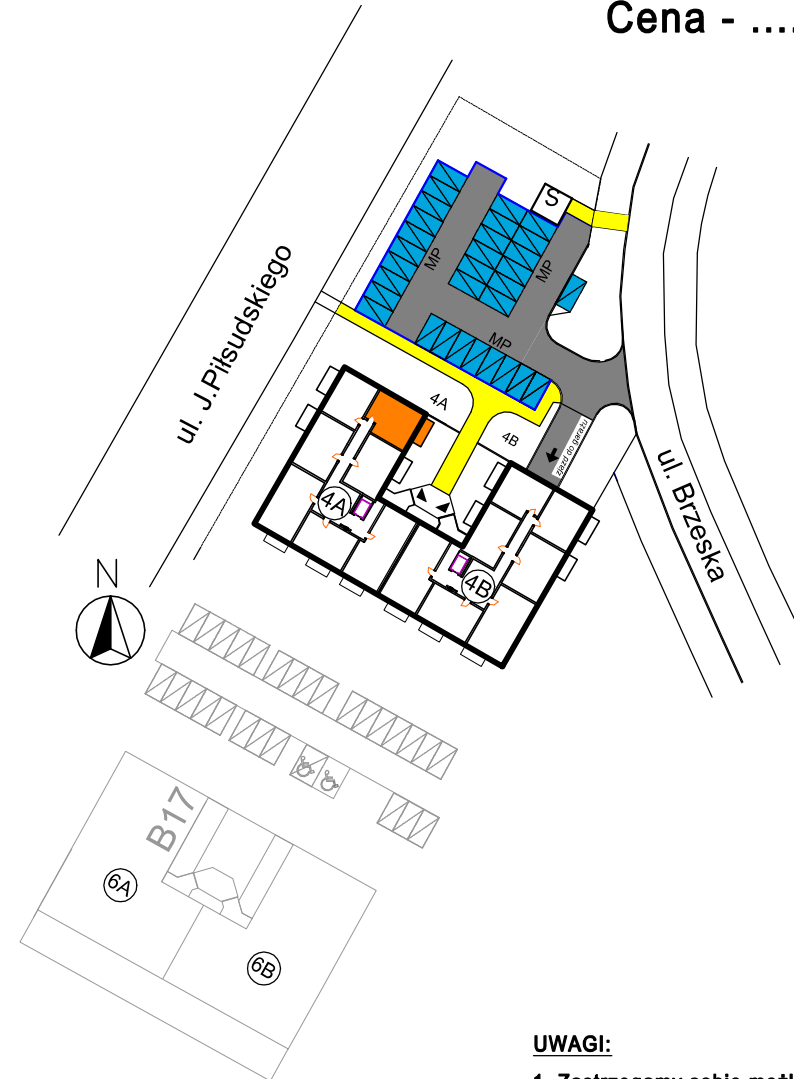 Cena - ....
S
MP
MP
MP
ul. J.Piłsudskiego
4A
4B
zjazd do garażu
ul. Brzeska
4A
4B
N
B17
6A
6B
UWAGI: